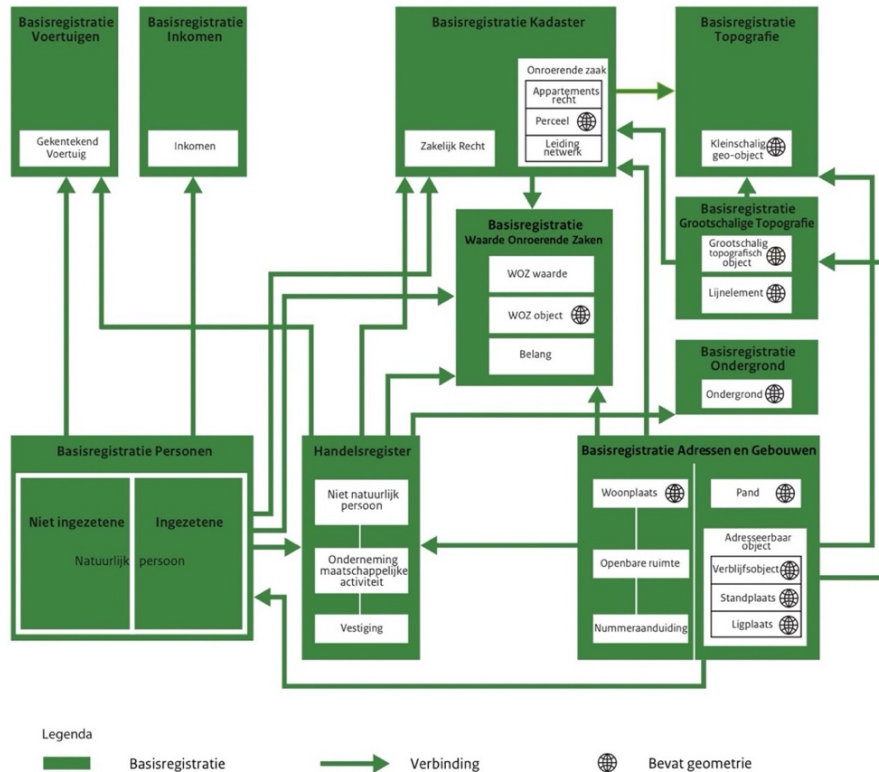 Basisregistratie
Voertuigen
Gekentekend
Voertuig
Basisregistratie
Inkomen
Inkomen
Basisregistratie Kadaster
Zakelijk Recht
Onroerende zaak
Appartements
recht
Perceel
Leiding
netwerk
Basisregistratie
Topografie
Kleinschalig
geo-object
Basisregistratie
Waarde Onroerende Zaken
WOZ waarde
WOZ object
Belang
Basisregistratie
Grootschalige Topografie
Grootschalig
topografisch
object
Lijnelement
Basisregistratie
Ondergrond
Ondergrond
Basisregistratie Personen
Niet ingezetene
Ingezetene
Natuurlijk persoon
Handelsregister
Niet natuurlijk
persoon
Onderneming
maatschappelijke
activiteit
Vestiging
Basisregistratie Adressen en Gebouwen
Woonplaats
Openbare ruimte
Nummeraanduiding
Pand
Adresseerbaar
object
Verblijfsobject
Standplaats
Ligplaats
Legenda
Basisregistratie
Verbinding
Bevat geometrie